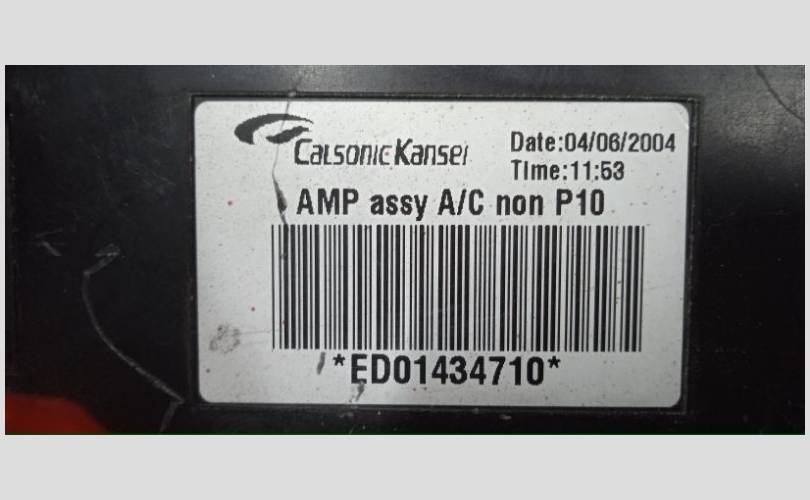 CalsonicKansei
Date:04/06/2004
Time:11:53
AMP assy A/C non P10
*ED01434710*